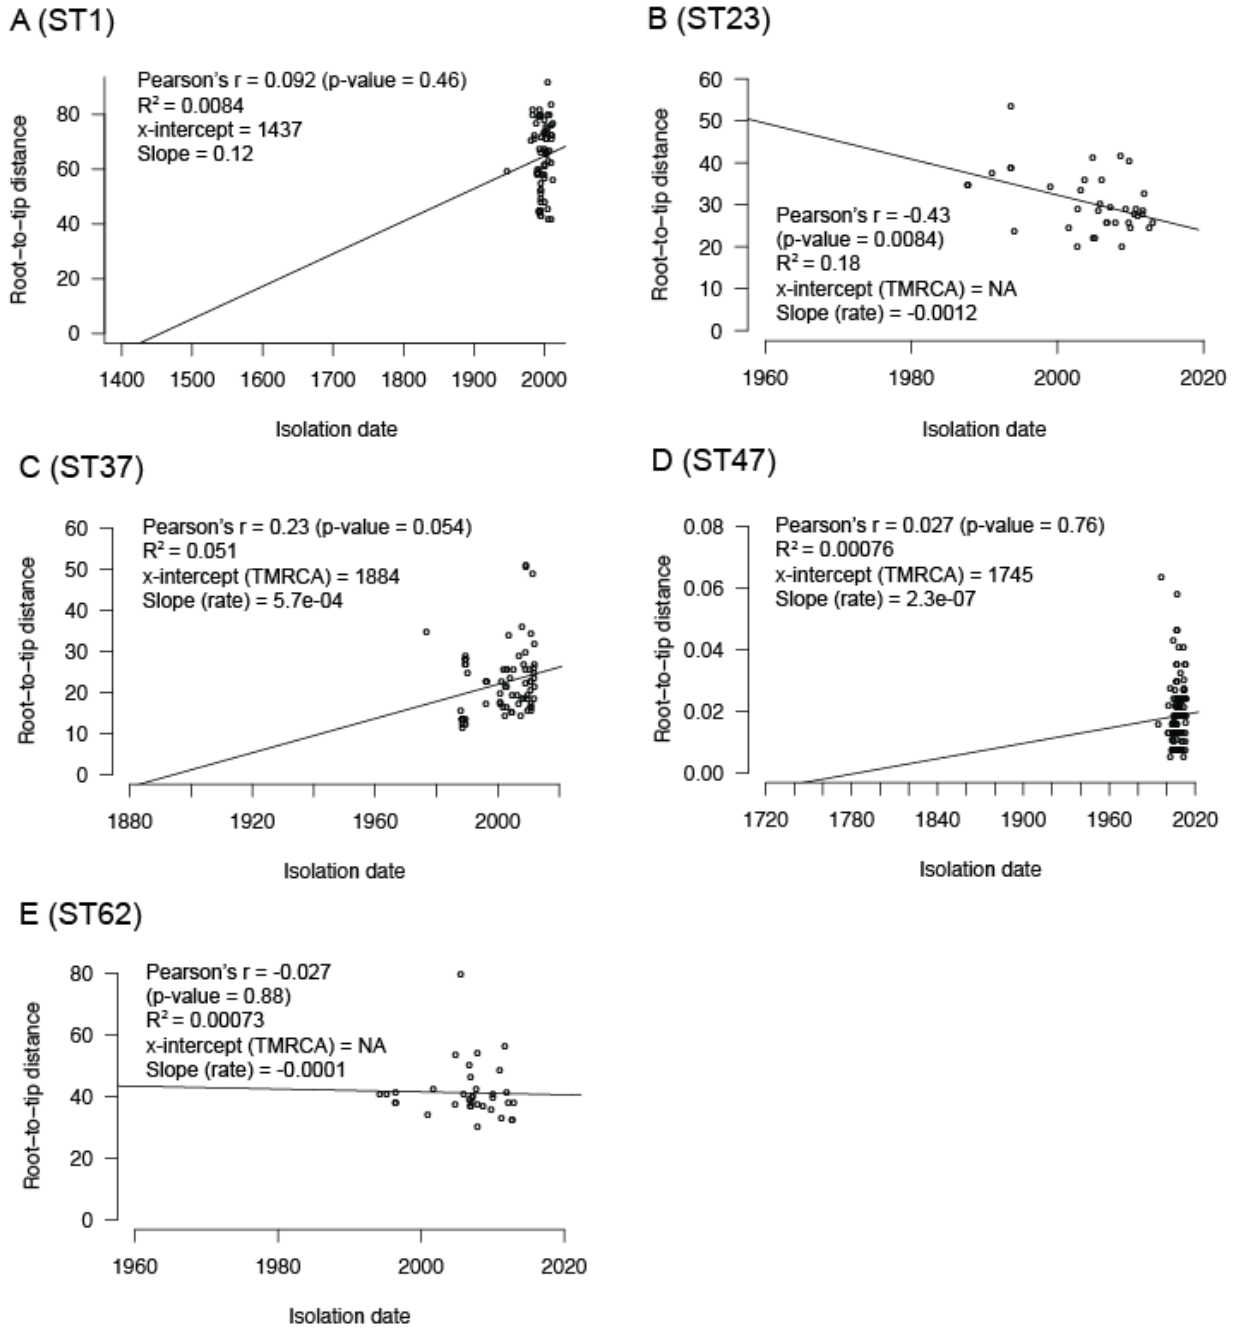 A (ST1)
Pearson's r = 0.092 (p-value = 0.46)
R² = 0.0084
x-intercept = 1437
Slope = 0.12
Root−to−tip distance
80
60
40
20
0
1400 1500 1600 1700 1800 1900 2000
Isolation date
B (ST23)
60
50
40
30
20
10
0
Root−to−tip distance
Pearson's r = -0.43
(p-value = 0.0084)
R² = 0.18
x-intercept (TMRCA) = NA
Slope (rate) = -0.0012
1960 1980 2000 2020
Isolation date
C (ST37)
Pearson's r = 0.23 (p-value = 0.054)
R² = 0.051
x-intercept (TMRCA) = 1884
Slope (rate) = 5.7e-04
Root−to−tip distance
60
50
40
30
20
10
0
1880 1920 1960 2000
Isolation date
D (ST47)
Pearson's r = 0.027 (p-value = 0.76)
R² = 0.00076
x-intercept (TMRCA) = 1745
Slope (rate) = 2.3e-07
Root−to−tip distance
0.08
0.06
0.04
0.02
0.00
1720 1780 1840 1900 1960 2020
Isolation date
E (ST62)
Pearson's r = -0.027
(p-value = 0.88)
R² = 0.00073
x-intercept (TMRCA) = NA
Slope (rate) = -0.0001
Root−to−tip distance
80
60
40
20
0
1960 1980 2000 2020
Isolation date